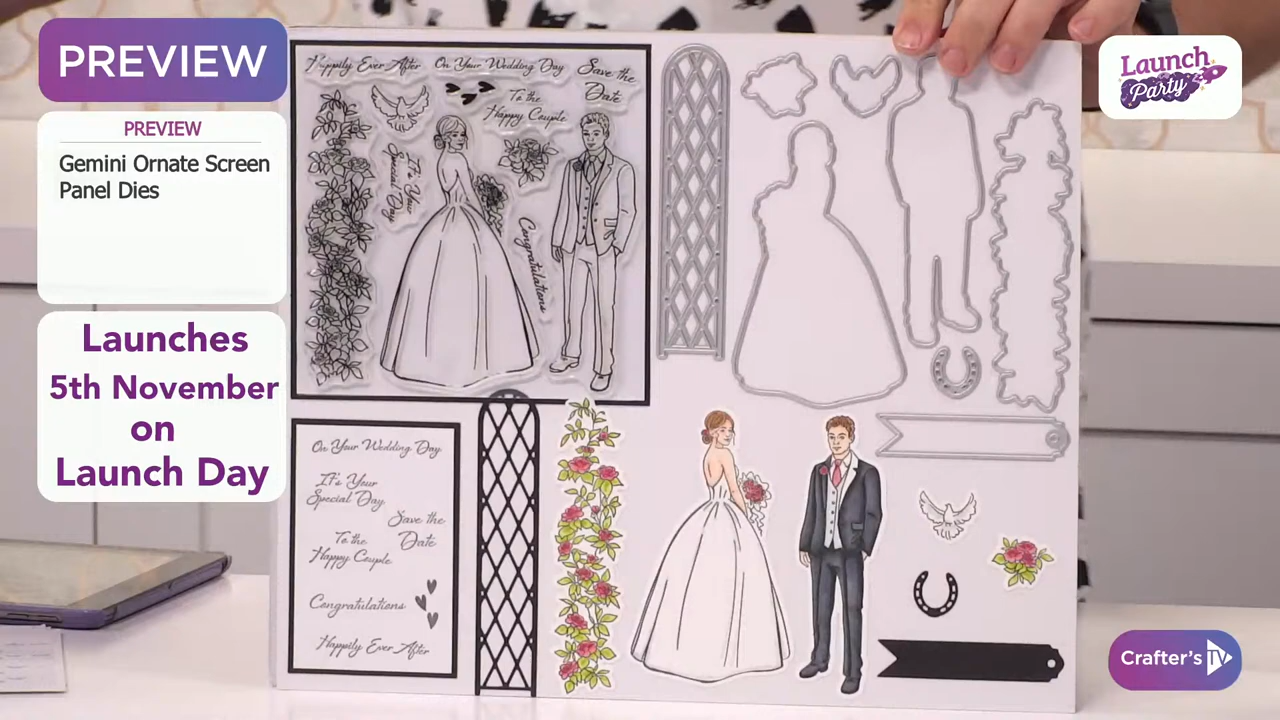 PREVIEW
PREVIEW
Gemini Ornate Screen
Panel Dies
Launches
5th November
on
Launch Day
Happily Ever After
On Your Wedding Day
Save the
Date
To the
Happy Couple
It's Your
Special Day
Congratulations
On Your Wedding Day
It's Your
Special Day
Save the
Date
To the
Happy Couple
Congratulations
Happily Ever After
Launch
Party
Crafter's TV